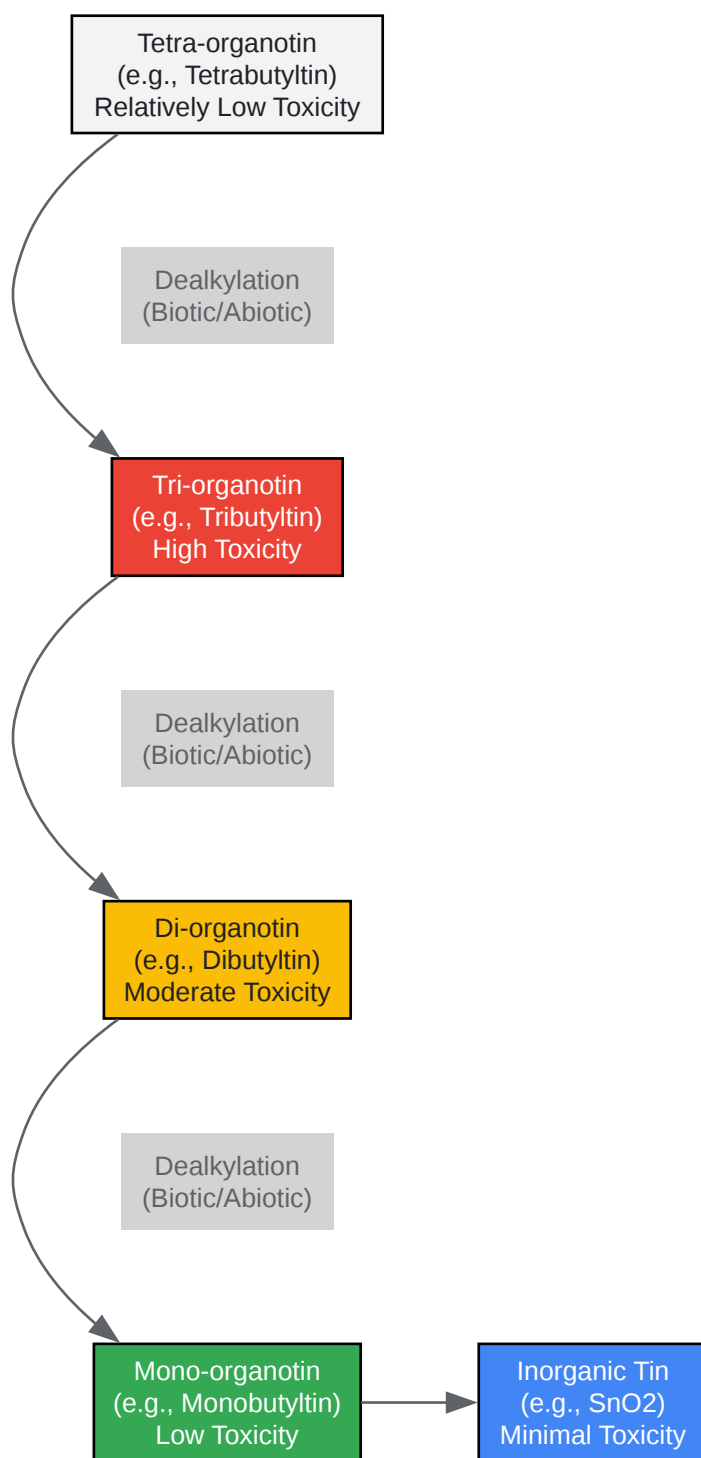 Tetra-organotin
(e.g., Tetrabutyltin)
Relatively Low Toxicity
Dealkylation
(Biotic/Abiotic)
Tri-organotin
(e.g., Tributyltin)
High Toxicity
Dealkylation
(Biotic/Abiotic)
Di-organotin
(e.g., Dibutyltin)
Moderate Toxicity
Dealkylation
(Biotic/Abiotic)
Mono-organotin
(e.g., Monobutyltin)
Low Toxicity
Inorganic Tin
(e.g., SnO2)
Minimal Toxicity